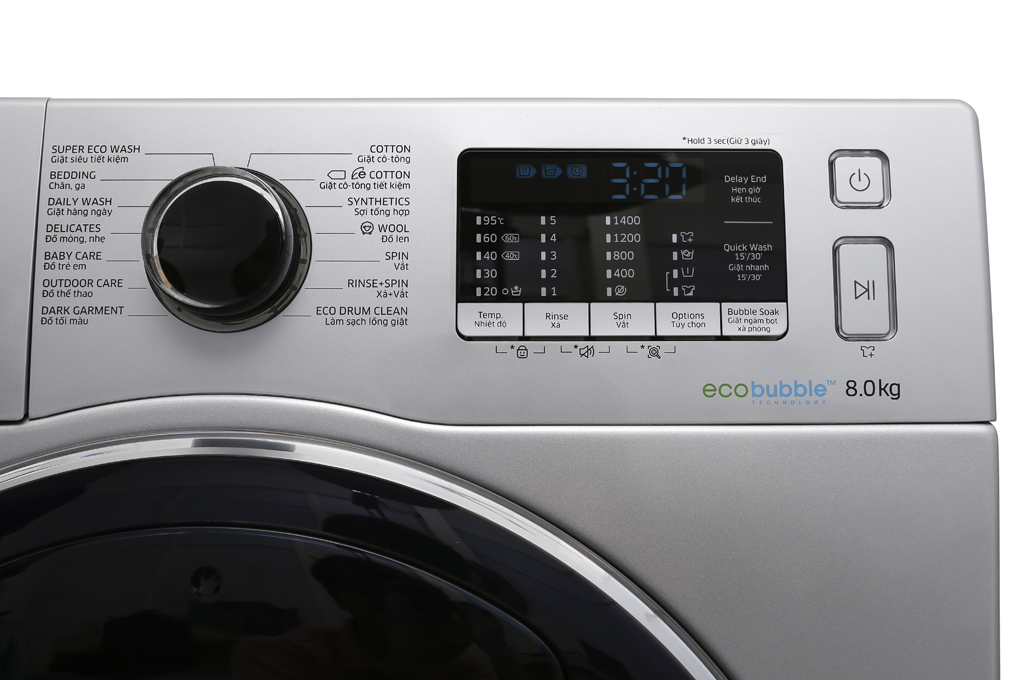 SUPER ECO WASH
Giặt siêu tiết kiệm
BEDDING
Chăn, ga
DAILY WASH
Giặt hàng ngày
DELICATES
Đồ mỏng, nhẹ
BABY CARE
Đồ trẻ em
OUTDOOR CARE
Đồ thể thao
DARK GARMENT
Đồ tối màu
COTTON
Giặt cô-tông
COTTON
Giặt cô-tông tiết kiệm
SYNTHETICS
Sợi tổng hợp
WOOL
Đồ len
SPIN
Vắt
RINSE+SPIN
Xả+Vắt
ECO DRUM CLEAN
Làm sạch lồng giặt
*Hold 3 sec(Giữ 3 giây)
3:20
Delay End
Hẹn giờ
kết thúc
95℃ 5 1400
60 60 4 1200
40 40 3 800
30 2 400
20 1
Quick Wash
15'/30'
Giặt nhanh
15'/30'
Temp.
Nhiệt độ
Rinse
Xả
Spin
Vắt
Options
Tùy chọn
Bubble Soak
Giặt ngâm bọt
xà phòng
* * *
ecobubble™ 8.0kg
TECHNOLOGY